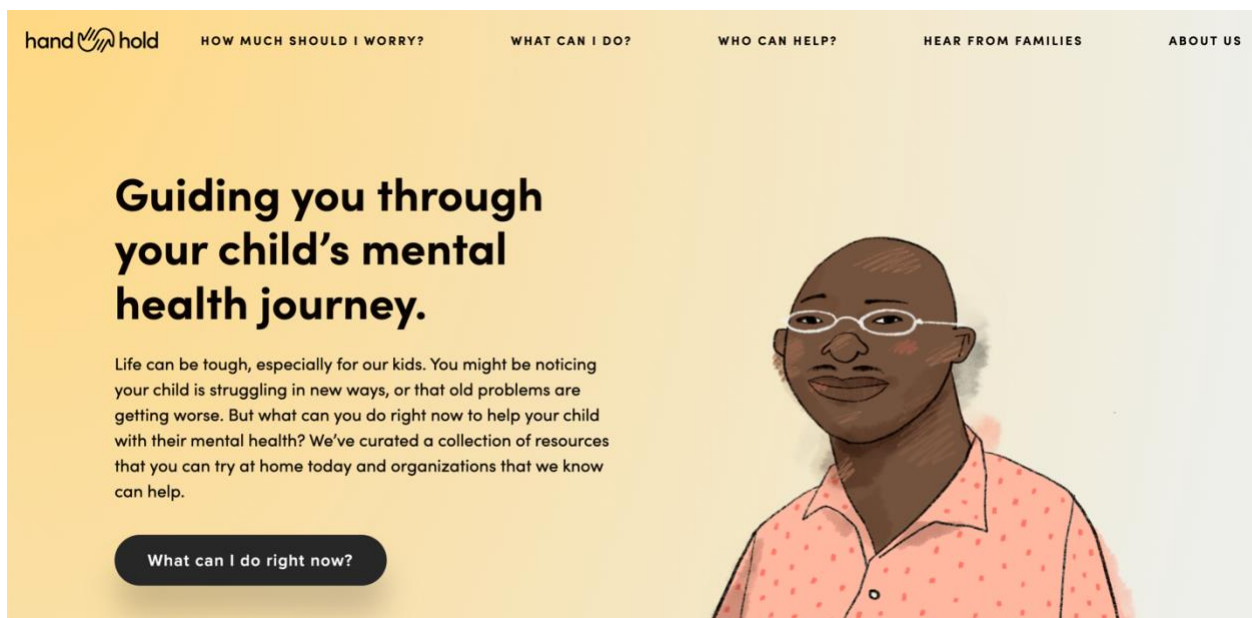 hand hold
HOW MUCH SHOULD I WORRY?
WHAT CAN I DO?
WHO CAN HELP?
HEAR FROM FAMILIES
ABOUT US
Guiding you through
your child’s mental
health journey.
Life can be tough, especially for our kids. You might be noticing
your child is struggling in new ways, or that old problems are
getting worse. But what can you do right now to help your child
with their mental health? We’ve curated a collection of resources
that you can try at home today and organizations that we know
can help.
What can I do right now?